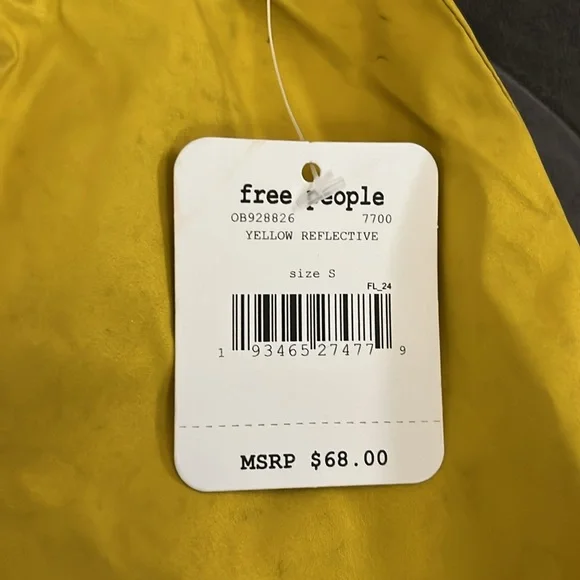 free people
OB928826 7700
YELLOW REFLECTIVE
size S
FL_24
1 93465 27477 9
MSRP $68.00